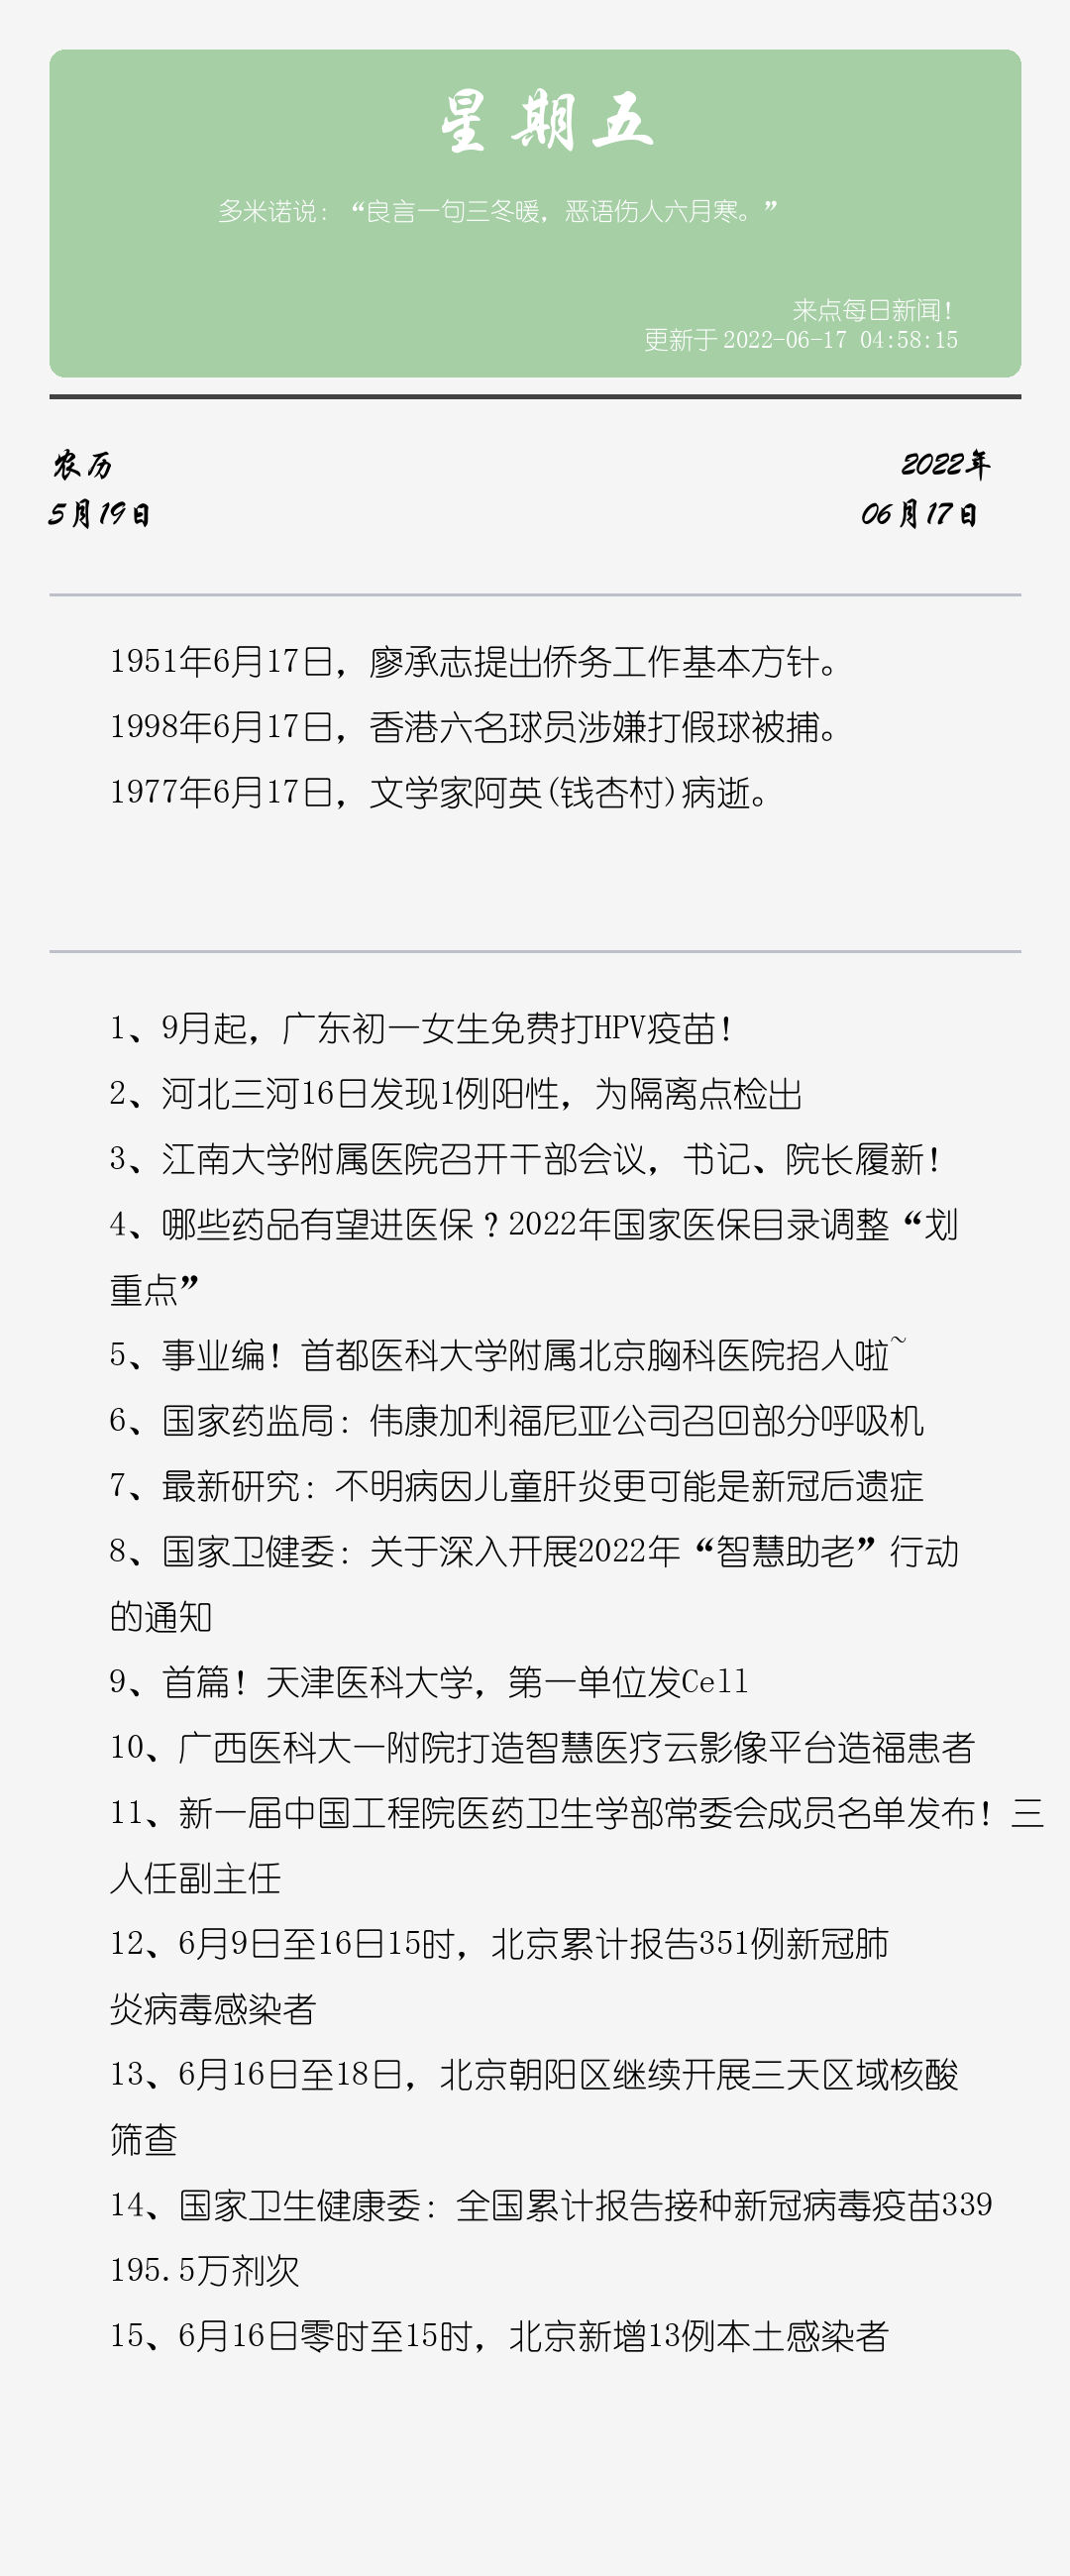 星期五
多米诺说：“良言一句三冬暖，恶语伤人六月寒。”
来点每日新闻！
更新于 2022-06-17 04:58:15
农历
2022年
5月19日
06月17日
1951年6月17日，廖承志提出侨务工作基本方针。
1998年6月17日，香港六名球员涉嫌打假球被捕。
1977年6月17日，文学家阿英(钱杏村)病逝。
1、9月起，广东初一女生免费打HPV疫苗！
2、河北三河16日发现1例阳性，为隔离点检出
3、江南大学附属医院召开干部会议，书记、院长履新！
4、哪些药品有望进医保？2022年国家医保目录调整“划
重点”
5、事业编！首都医科大学附属北京胸科医院招人啦~
6、国家药监局：伟康加利福尼亚公司召回部分呼吸机
7、最新研究：不明病因儿童肝炎更可能是新冠后遗症
8、国家卫健委：关于深入开展2022年“智慧助老”行动
的通知
9、首篇！天津医科大学，第一单位发Cell
10、广西医科大一附院打造智慧医疗云影像平台造福患者
11、新一届中国工程院医药卫生学部常委会成员名单发布！三
人任副主任
12、6月9日至16日15时，北京累计报告351例新冠肺
炎病毒感染者
13、6月16日至18日，北京朝阳区继续开展三天区域核酸
筛查
14、国家卫生健康委：全国累计报告接种新冠病毒疫苗339
195.5万剂次
15、6月16日零时至15时，北京新增13例本土感染者